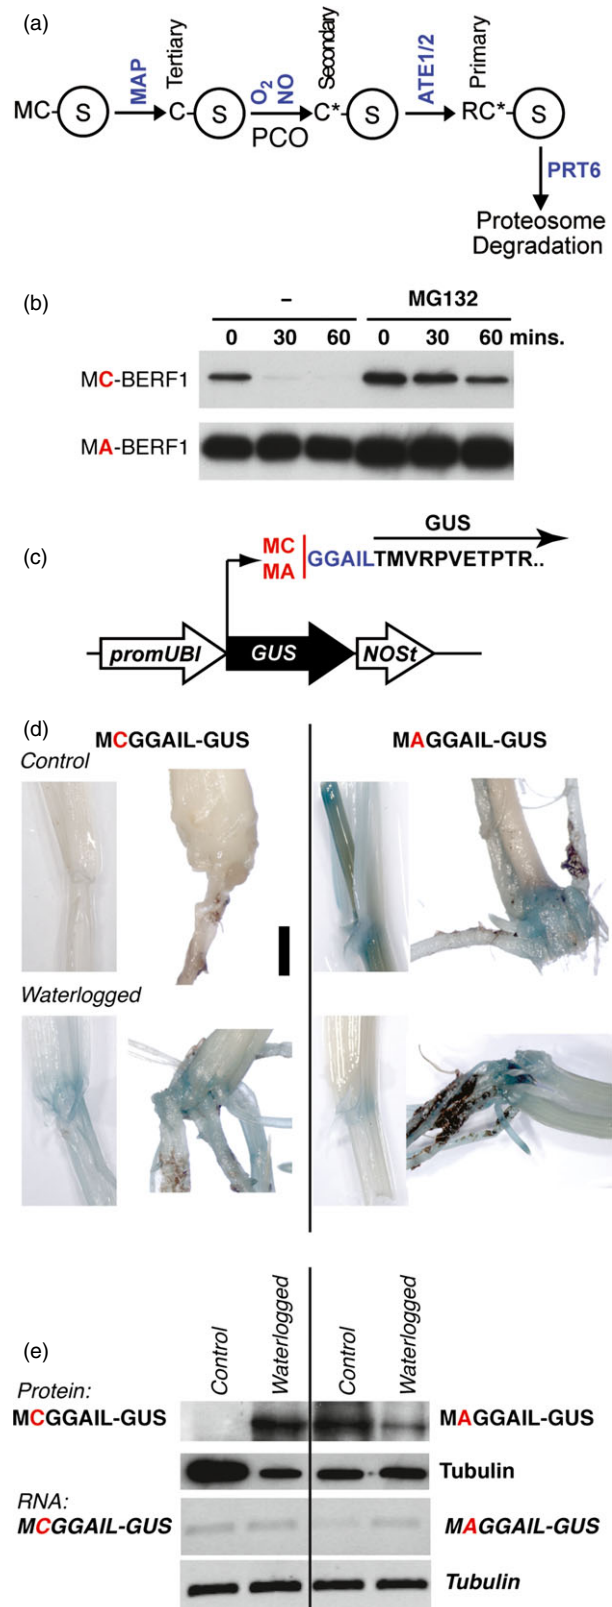 (a)
MC-
S
MAP
Tertiary
C-
S
O2
NO
PCO
Secondary
C*-
S
ATE1/2
Primary
RC*-
S
PRT6
Proteosome
Degradation
(b)
–
MG132
0
30
60
0
30
60
mins.
MC-BERF1
MA-BERF1
(c)
GUS
MC
MA
GGAILTMVRPVETPTR..
promUBI
GUS
NOSt
(d)
MCGGAIL-GUS
MAGGAIL-GUS
Control
Waterlogged
(e)
Control
Waterlogged
Control
Waterlogged
Protein:
MCGGAIL-GUS
MAGGAIL-GUS
Tubulin
RNA:
MCGGAIL-GUS
MAGGAIL-GUS
Tubulin